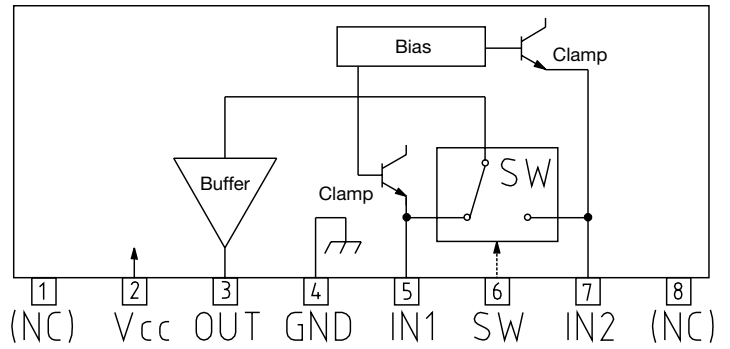 Bias
Clamp
SW
Buffer
Clamp
1 2 3 4 5 6 7 8
(NC) Vcc OUT GND IN1 SW IN2 (NC)